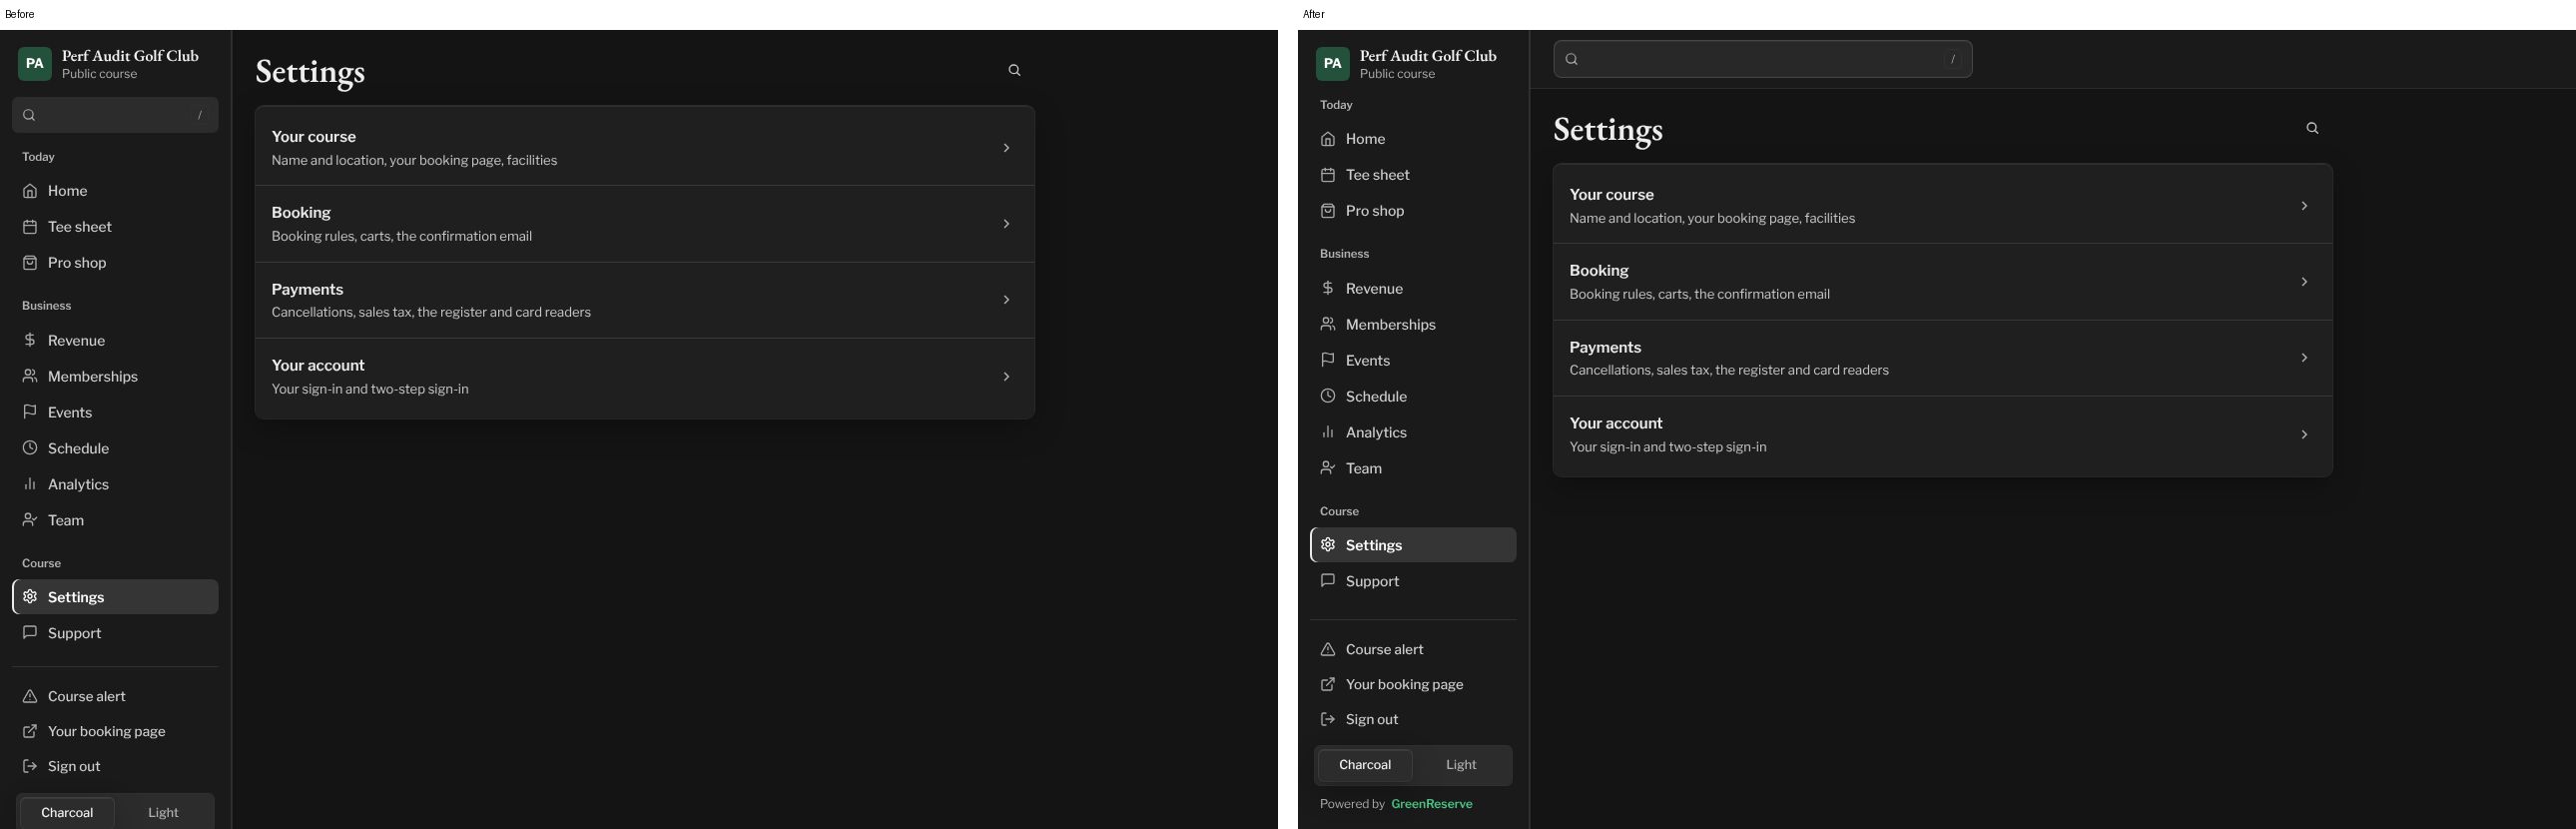 Before
PA
Perf Audit Golf Club
Public course
/
Today
Home
Tee sheet
Pro shop
Business
Revenue
Memberships
Events
Schedule
Analytics
Team
Course
Settings
Support
Course alert
Your booking page
Sign out
Charcoal
Light
Settings
Your course
Name and location, your booking page, facilities
Booking
Booking rules, carts, the confirmation email
Payments
Cancellations, sales tax, the register and card readers
Your account
Your sign-in and two-step sign-in
After
PA
Perf Audit Golf Club
Public course
Today
Home
Tee sheet
Pro shop
Business
Revenue
Memberships
Events
Schedule
Analytics
Team
Course
Settings
Support
Course alert
Your booking page
Sign out
Charcoal
Light
Powered by GreenReserve
/
Settings
Your course
Name and location, your booking page, facilities
Booking
Booking rules, carts, the confirmation email
Payments
Cancellations, sales tax, the register and card readers
Your account
Your sign-in and two-step sign-in